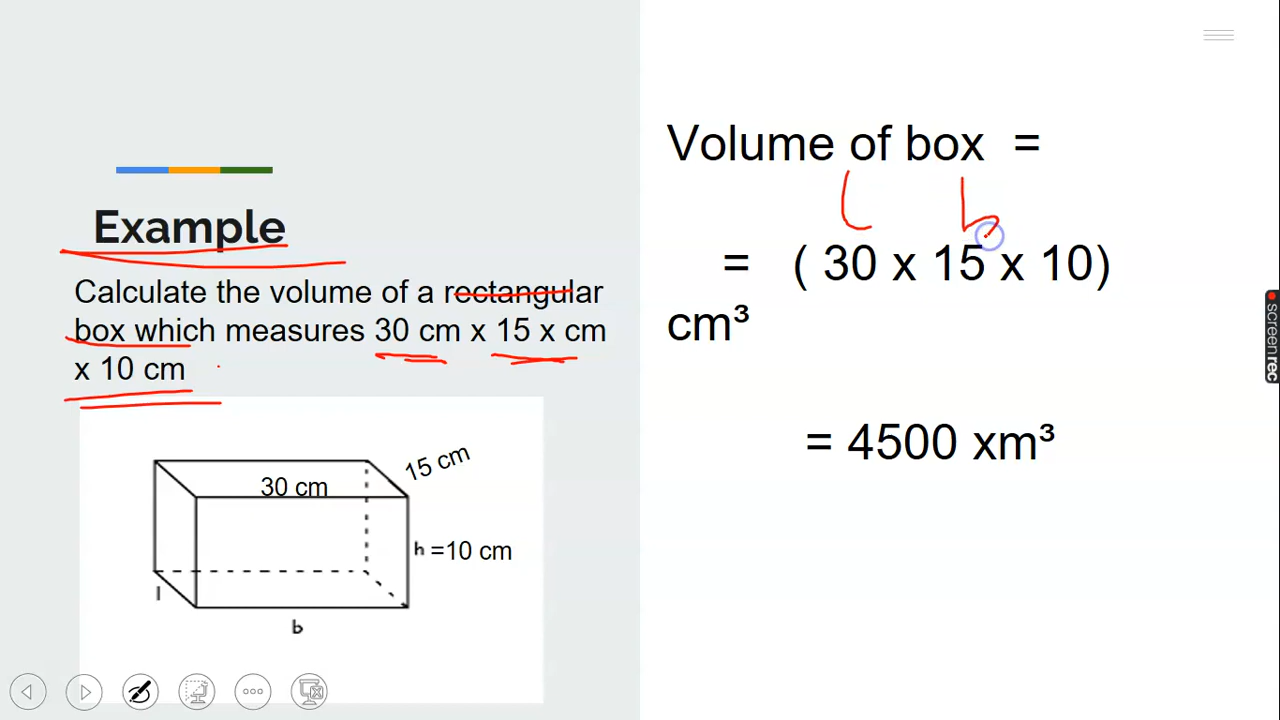 Example
Calculate the volume of a rectangular
box which measures 30 cm x 15 x cm
x 10 cm
15 cm
30 cm
h =10 cm
l
b
Volume of box =
l b
= ( 30 x 15 x 10)
cm³
= 4500 xm³
screenrec